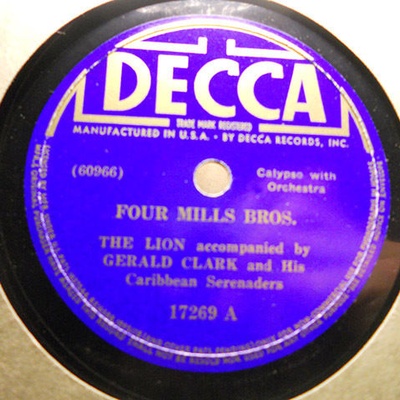 DECCA
TRADE MARK REGISTERED
MANUFACTURED IN U.S.A. - BY DECCA RECORDS, INC.
(60966)
Calypso with
Orchestra
FOUR MILLS BROS.
THE LION accompanied by
GERALD CLARK and His
Caribbean Serenaders
17269 A